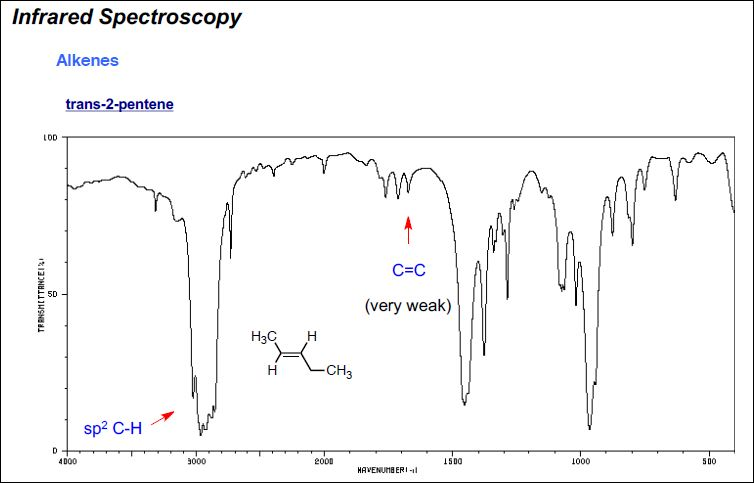 Infrared Spectroscopy
Alkenes
trans-2-pentene
100
50
0
TRANSMITTANCE(%)
C=C
(very weak)
H3C
H
H
CH3
sp2 C-H
4000
3000
2000
1500
1000
500
WAVENUMBER(-1)